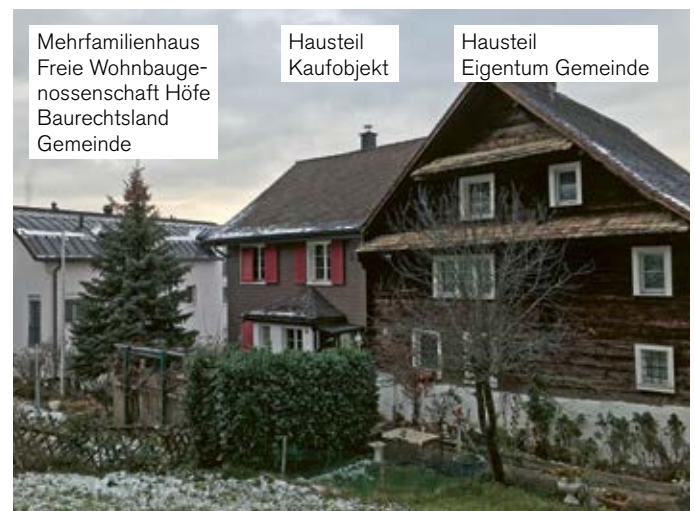 Mehrfamilienhaus
Freie Wohnbauge-
nossenschaft Höfe
Baurechtsland
Gemeinde
Hausteil
Kaufobjekt
Hausteil
Eigentum Gemeinde